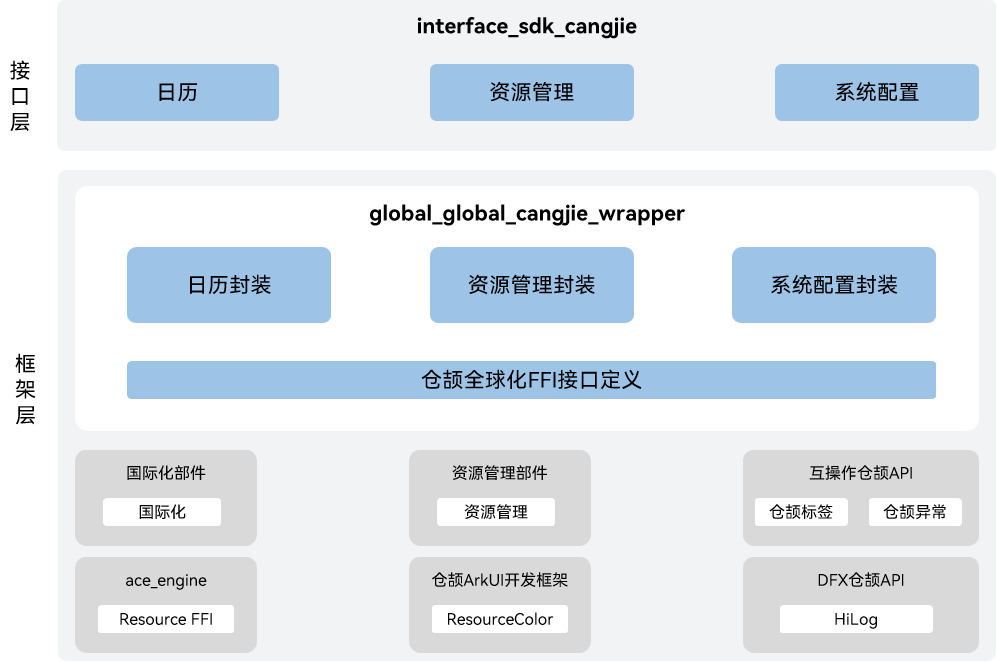 接口层
interface_sdk_cangjie
日历
资源管理
系统配置
框架层
global_global_cangjie_wrapper
日历封装
资源管理封装
系统配置封装
仓颉全球化FFI接口定义
国际化部件
国际化
资源管理部件
资源管理
互操作仓颉API
仓颉标签
仓颉异常
ace_engine
Resource FFI
仓颉ArkUI开发框架
ResourceColor
DFX仓颉API
HiLog